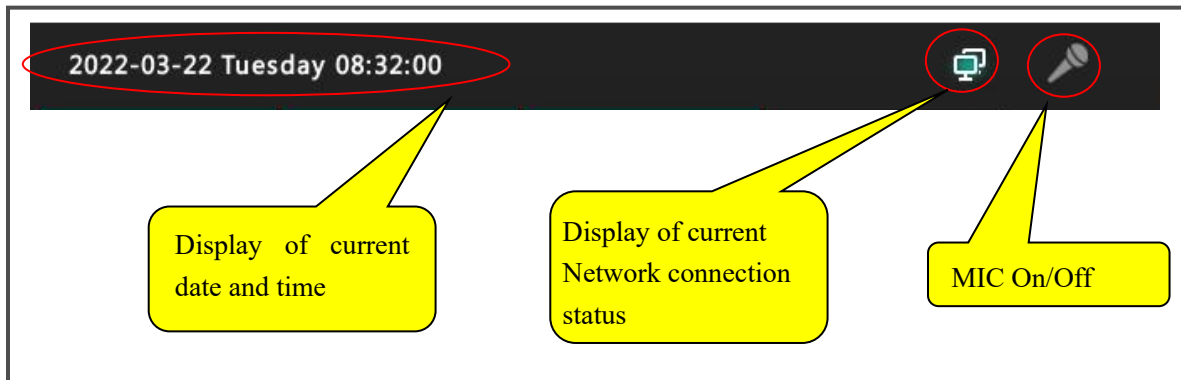 2022-03-22 Tuesday 08:32:00
Display of current
date and time
Display of current
Network connection
status
MIC On/Off